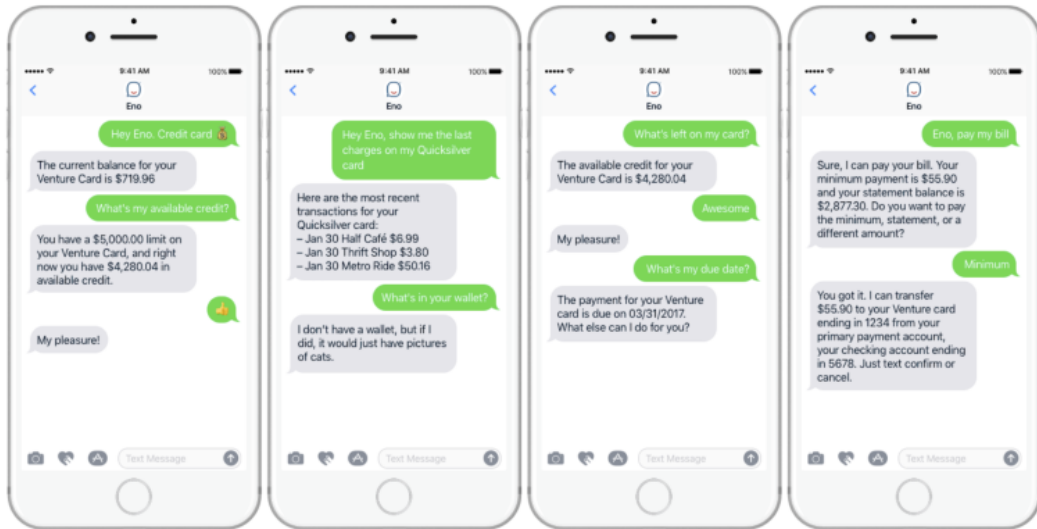 9:41 AM
100%
Eno
Hey Eno. Credit card 💰
The current balance for your
Venture Card is $719.96
What's my available credit?
You have a $5,000.00 limit on
your Venture Card, and right
now you have $4,280.04 in
available credit.
👍
My pleasure!
Text Message
9:41 AM
100%
Eno
Hey Eno, show me the last
charges on my Quicksilver
card
Here are the most recent
transactions for your
Quicksilver card:
– Jan 30 Half Café $6.99
– Jan 30 Thrift Shop $3.80
– Jan 30 Metro Ride $50.16
What's in your wallet?
I don't have a wallet, but if I
did, it would just have pictures
of cats.
Text Message
9:41 AM
100%
Eno
What's left on my card?
The available credit for your
Venture Card is $4,280.04
Awesome
My pleasure!
What's my due date?
The payment for your Venture
card is due on 03/31/2017.
What else can I do for you?
Text Message
9:41 AM
100%
Eno
Eno, pay my bill
Sure, I can pay your bill. Your
minimum payment is $55.90
and your statement balance is
$2,877.30. Do you want to pay
the minimum, statement, or a
different amount?
Minimum
You got it. I can transfer
$55.90 to your Venture card
ending in 1234 from your
primary payment account,
your checking account ending
in 5678. Just text confirm or
cancel.
Text Message